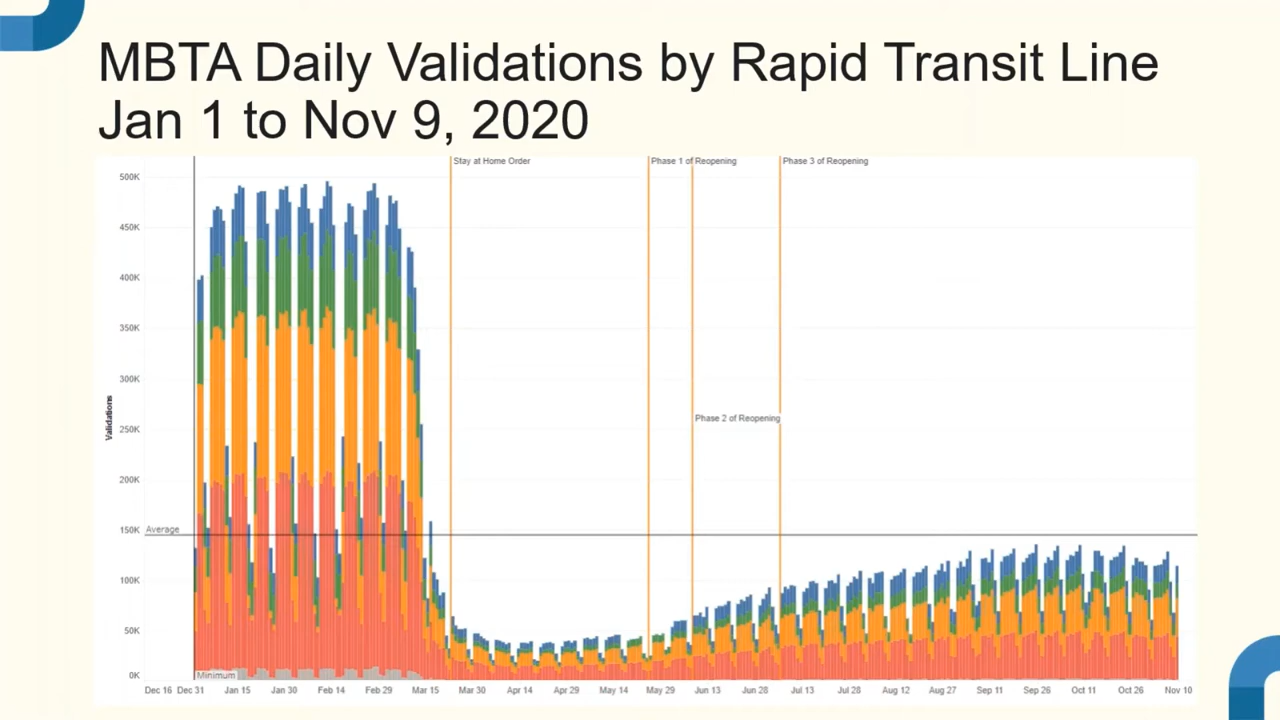 MBTA Daily Validations by Rapid Transit Line
Jan 1 to Nov 9, 2020
Stay at Home Order
Phase 1 of Reopening
Phase 3 of Reopening
500K
450K
400K
350K
300K
Validations
Phase 2 of Reopening
250K
200K
150K
Average
100K
50K
0K
Minimum
Dec 16 Dec 31 Jan 15 Jan 30 Feb 14 Feb 29 Mar 15 Mar 30 Apr 14 Apr 29 May 14 May 29 Jun 13 Jun 28 Jul 13 Jul 28 Aug 12 Aug 27 Sep 11 Sep 26 Oct 11 Oct 26 Nov 10